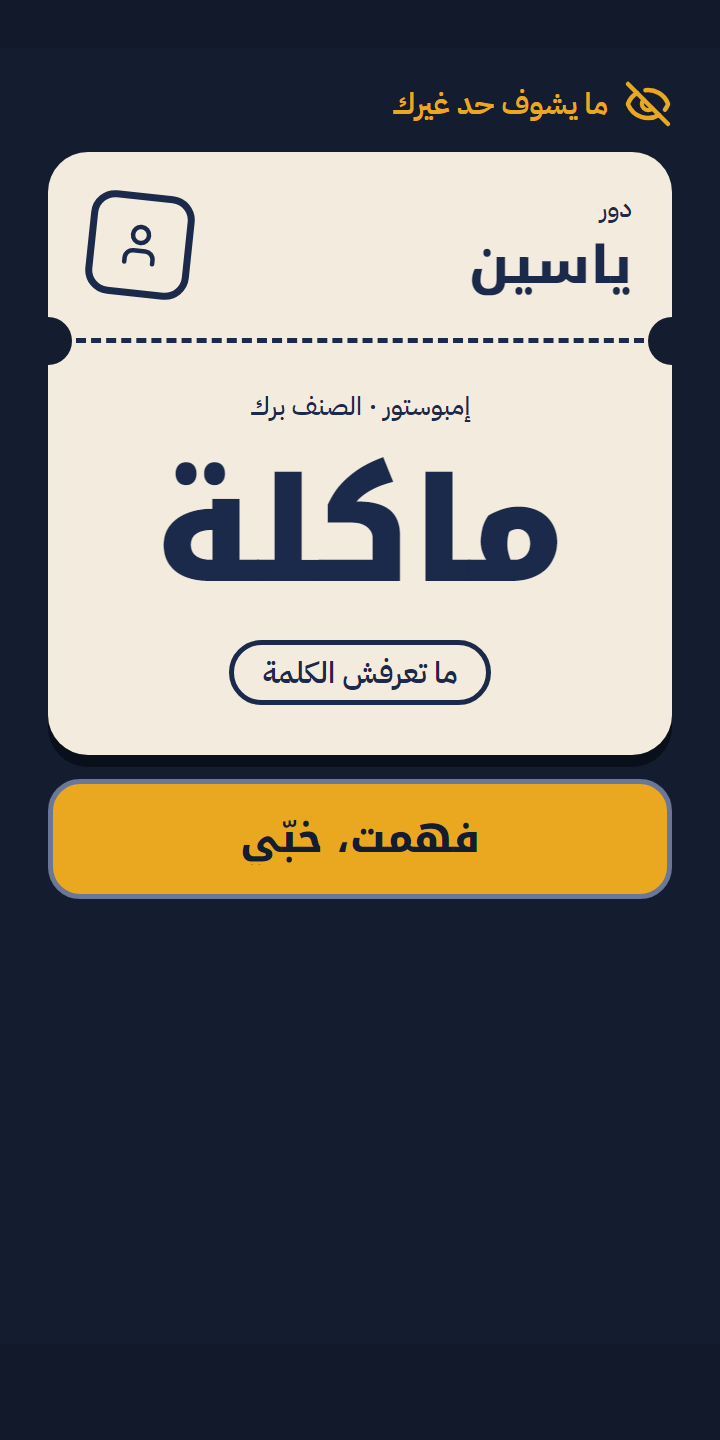 ما يشوف حد غيرك
دور
ياسين
إمبوستور · الصنف برك
ماكلة
ما تعرفش الكلمة
فهمت، خبّي